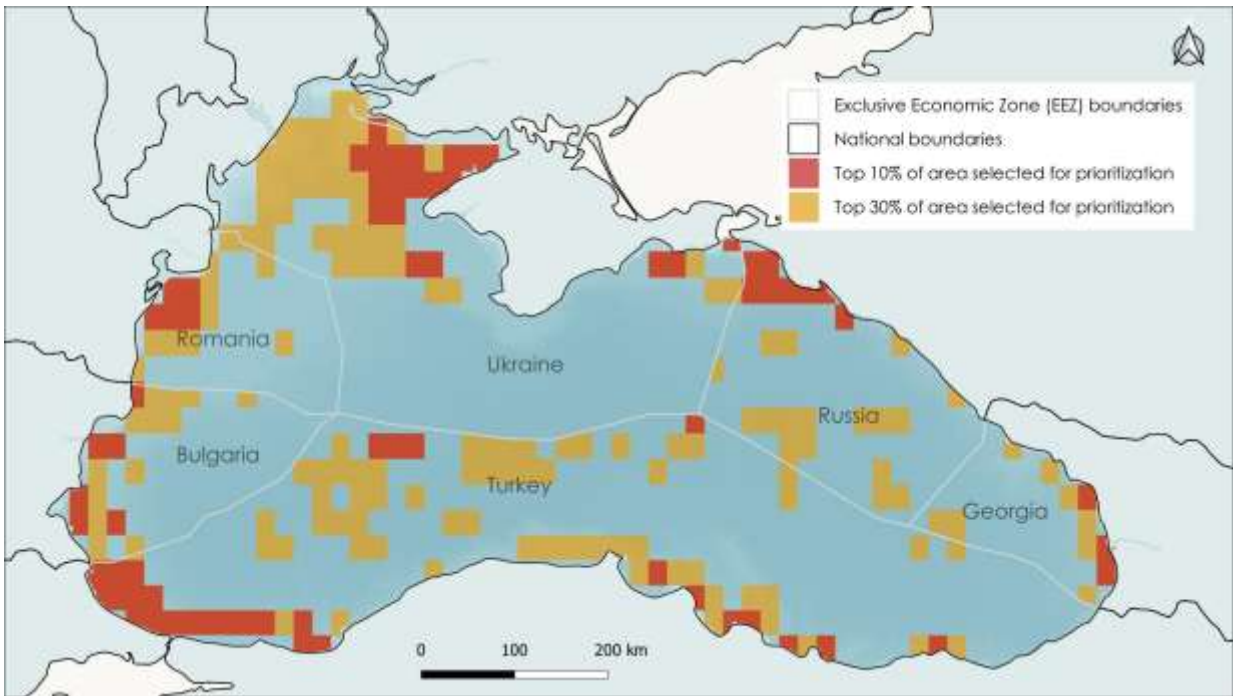 Exclusive Economic Zone (EEZ) boundaries
National boundaries
Top 10% of area selected for prioritization
Top 30% of area selected for prioritization
Romania
Ukraine
Russia
Bulgaria
Turkey
Georgia
0 100 200 km